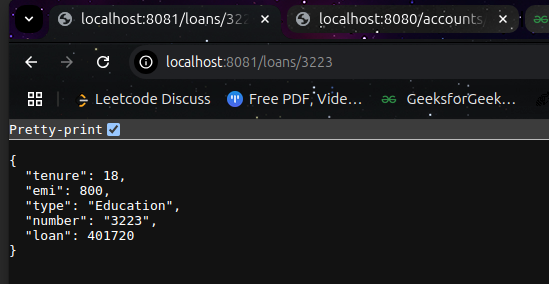 localhost:8081/loans/322
localhost:8080/accounts/
localhost:8081/loans/3223
Leetcode Discuss
Free PDF, Vide…
GeeksforGeek…
Pretty-print
{
"tenure": 18,
"emi": 800,
"type": "Education",
"number": "3223",
"loan": 401720
}